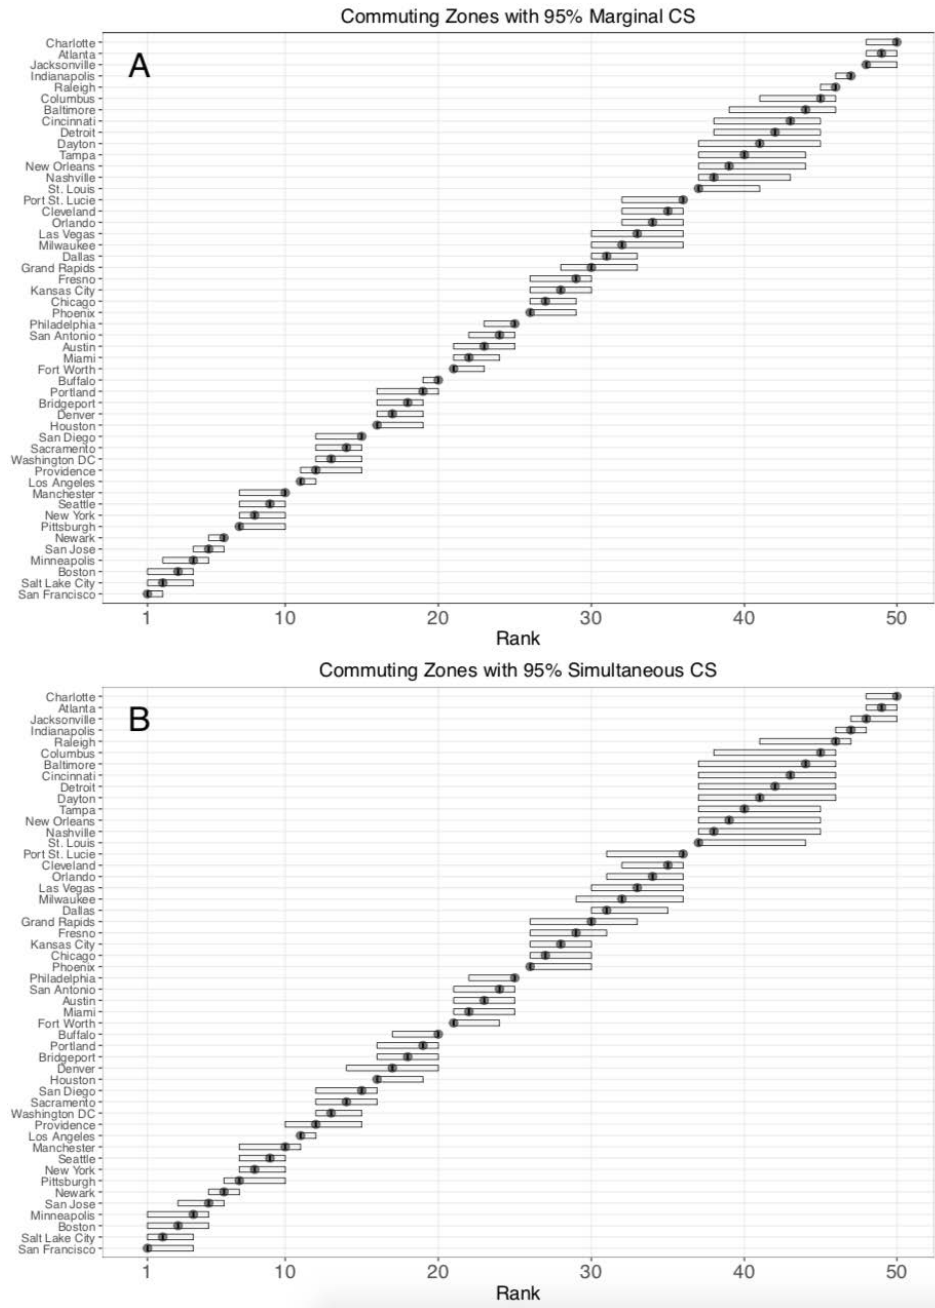 Commuting Zones with 95% Marginal CS
A
Charlotte
Atlanta
Jacksonville
Indianapolis
Raleigh
Columbus
Baltimore
Cincinnati
Detroit
Dayton
Tampa
New Orleans
Nashville
St. Louis
Port St. Lucie
Cleveland
Orlando
Las Vegas
Milwaukee
Dallas
Grand Rapids
Fresno
Kansas City
Chicago
Phoenix
Philadelphia
San Antonio
Austin
Miami
Fort Worth
Buffalo
Portland
Bridgeport
Denver
Houston
San Diego
Sacramento
Washington DC
Providence
Los Angeles
Manchester
Seattle
New York
Pittsburgh
Newark
San Jose
Minneapolis
Boston
Salt Lake City
San Francisco
1 10 20 30 40 50
Rank
Commuting Zones with 95% Simultaneous CS
B
Charlotte
Atlanta
Jacksonville
Indianapolis
Raleigh
Columbus
Baltimore
Cincinnati
Detroit
Dayton
Tampa
New Orleans
Nashville
St. Louis
Port St. Lucie
Cleveland
Orlando
Las Vegas
Milwaukee
Dallas
Grand Rapids
Fresno
Kansas City
Chicago
Phoenix
Philadelphia
San Antonio
Austin
Miami
Fort Worth
Buffalo
Portland
Bridgeport
Denver
Houston
San Diego
Sacramento
Washington DC
Providence
Los Angeles
Manchester
Seattle
New York
Pittsburgh
Newark
San Jose
Minneapolis
Boston
Salt Lake City
San Francisco
1 10 20 30 40 50
Rank